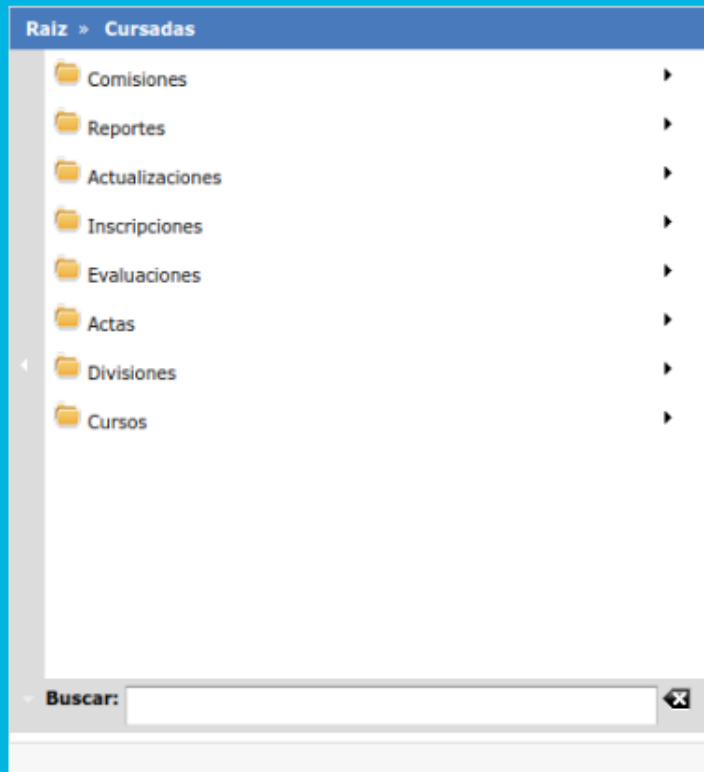 Raiz » Cursadas
Comisiones
Reportes
Actualizaciones
Inscripciones
Evaluaciones
Actas
Divisiones
Cursos
Buscar: